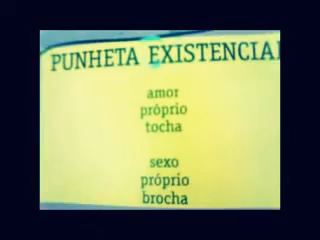 PUNHETA EXISTENCIAL
amor
próprio
tocha
sexo
próprio
brocha